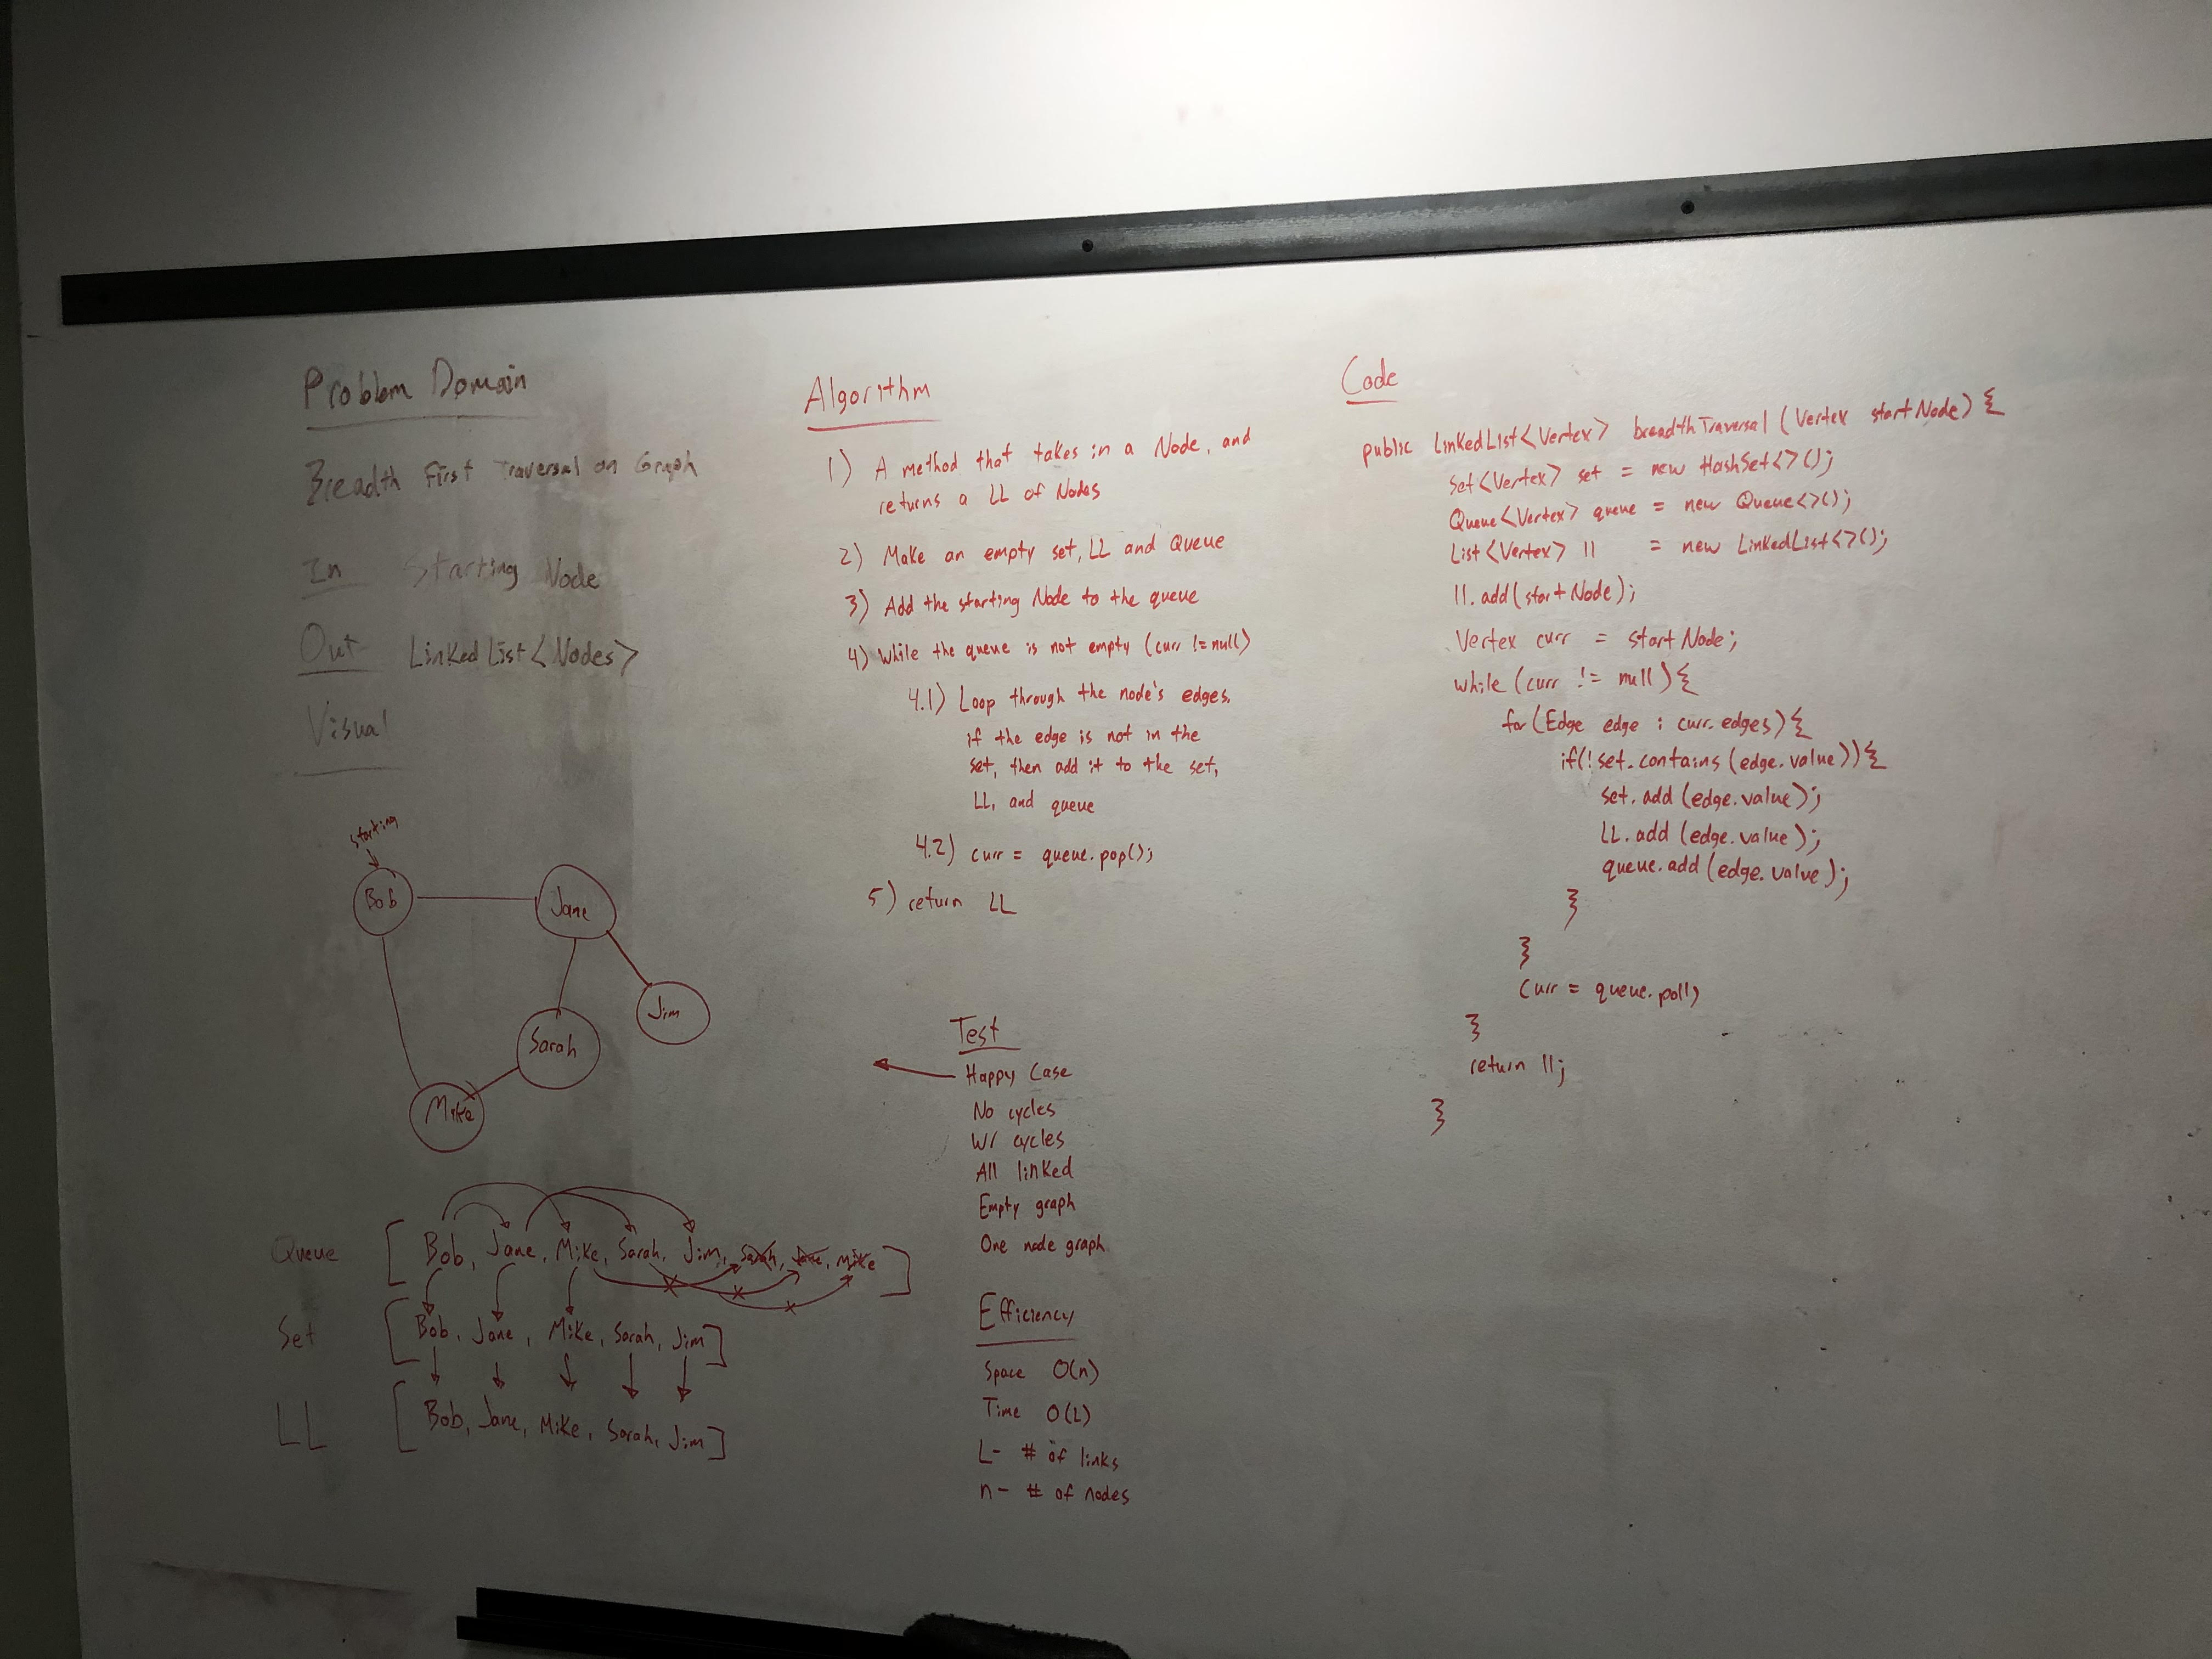 Problem Domain
Breadth First Traversal on Graph
In Starting Node
Out LinkedList<Nodes>
Visual
Starting
Bob
Jane
Jim
Sarah
Mike
Queue [Bob, Jane, Mike, Sarah, Jim, Sarah, Jane, Mike]
Set [Bob, Jane, Mike, Sarah, Jim]
LL [Bob, Jane, Mike, Sarah, Jim]
Algorithm
1) A method that takes in a Node, and
returns a LL of Nodes
2) Make an empty set, LL and Queue
3) Add the starting Node to the queue
4) While the queue is not empty (curr != null)
4.1) Loop through the node's edges.
if the edge is not in the
set, then add it to the set,
LL, and queue
4.2) curr = queue.pop();
5) return LL
Test
Happy Case
No cycles
W/ cycles
All linked
Empty graph
One node graph
Efficiency
Space O(n)
Time O(L)
L- # of links
n- # of nodes
Code
public LinkedList<Vertex> breadthTraversal(Vertex startNode) {
Set<Vertex> set = new HashSet<>();
Queue<Vertex> queue = new Queue<>();
List<Vertex> ll = new LinkedList<>();
ll.add(startNode);
Vertex curr = startNode;
while (curr != null){
for(Edge edge : curr.edges){
if(!set.contains(edge.value)){
set.add(edge.value);
LL.add(edge.value);
queue.add(edge.value);
}
}
curr = queue.poll)
}
return ll;
}